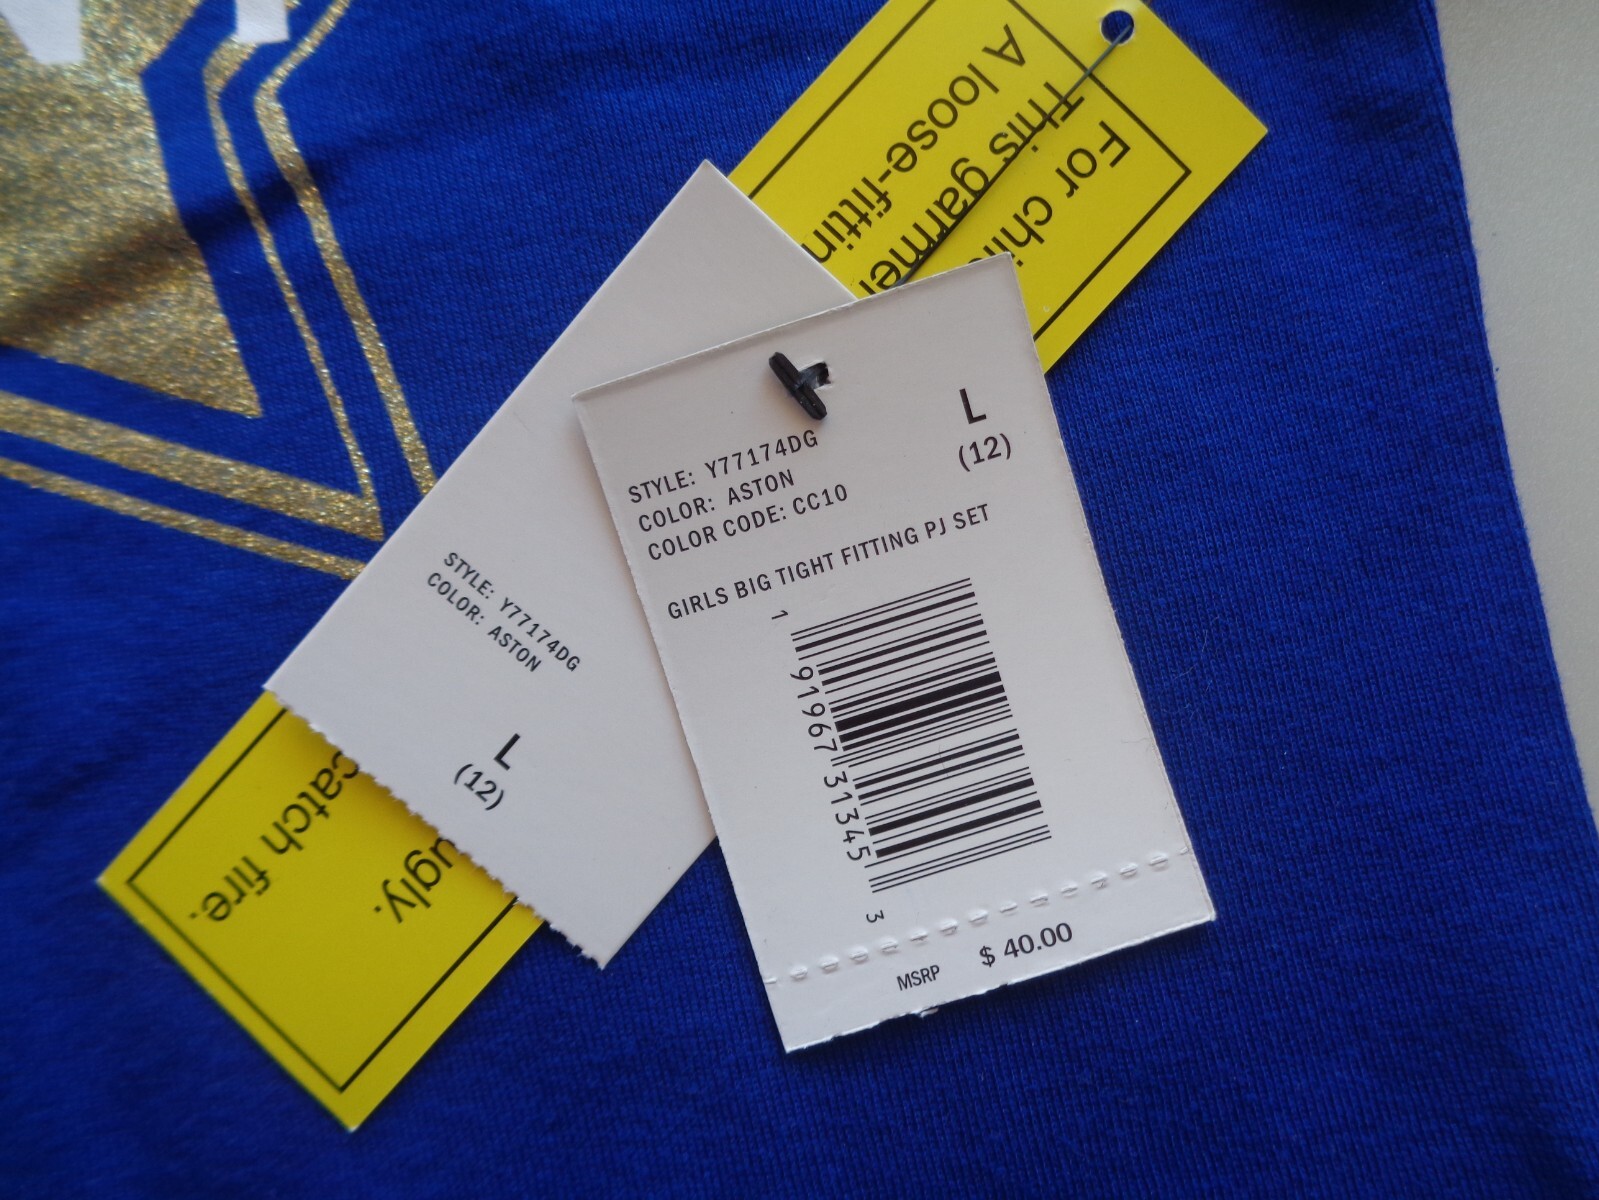 For chil
This garmen
A loose-fittin
ugly.
catch fire.
STYLE: Y77174DG
COLOR: ASTON
L
(12)
STYLE: Y77174DG
COLOR: ASTON
COLOR CODE: CC10
L
(12)
GIRLS BIG TIGHT FITTING PJ SET
1 91967 31345 3
MSRP $ 40.00